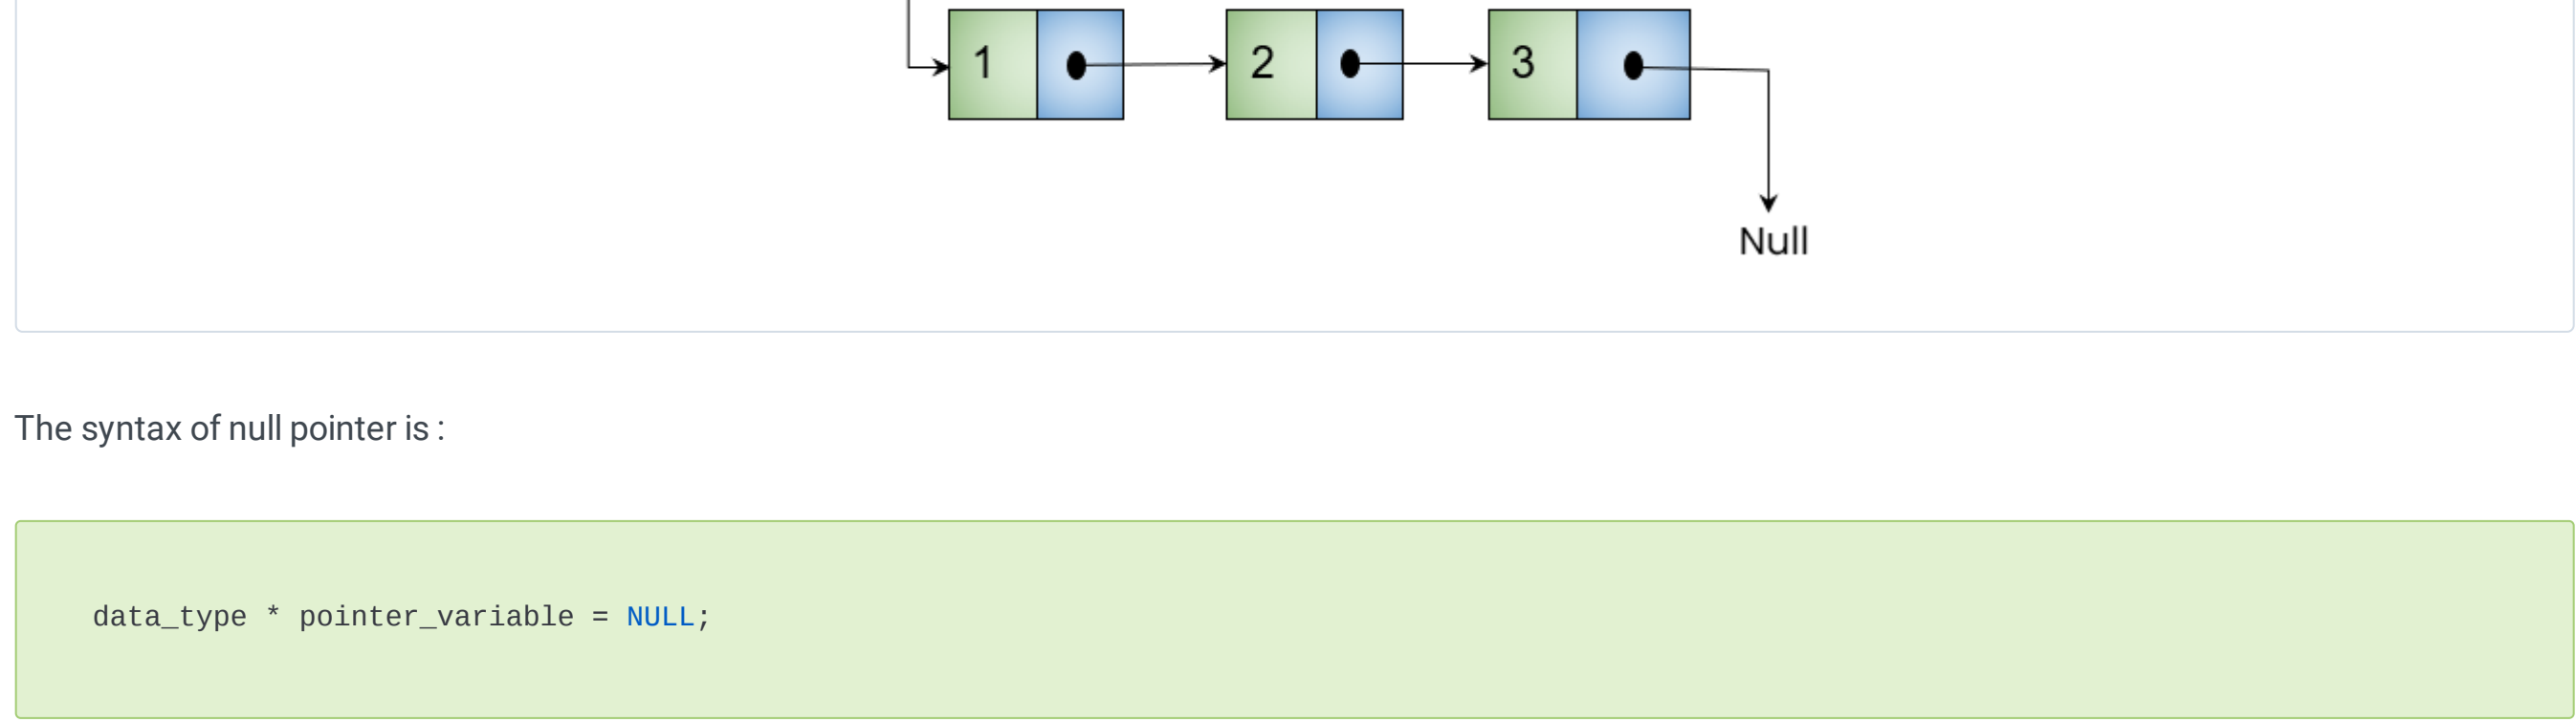 1 2 3
Null
The syntax of null pointer is :
data_type * pointer_variable = NULL;